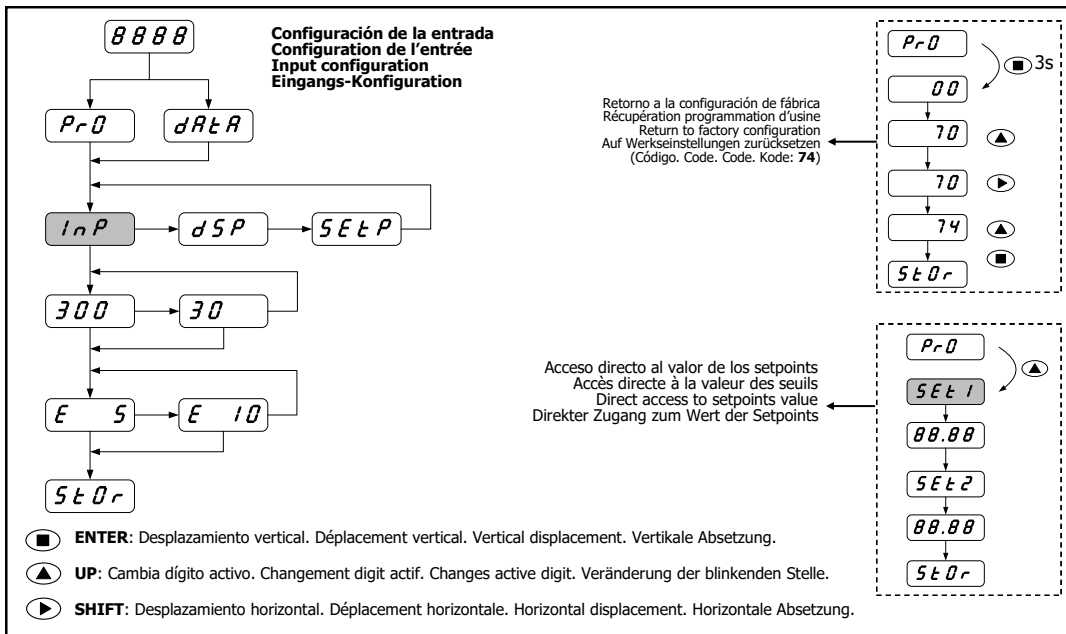 8888
Configuración de la entrada
Configuration de l'entrée
Input configuration
Eingangs-Konfiguration
Pr0 dAtA
InP dSP SEtP
300 30
E 5 E 10
St0r
Pr0
3s
00
70
70
74
St0r
Retorno a la configuración de fábrica
Récupération programmation d'usine
Return to factory configuration
Auf Werkseinstellungen zurücksetzen
(Código. Code. Code. Kode: 74)
Acceso directo al valor de los setpoints
Accès directe à la valeur des seuils
Direct access to setpoints value
Direkter Zugang zum Wert der Setpoints
Pr0
SEt1
88.88
SEt2
88.88
St0r
ENTER: Desplazamiento vertical. Déplacement vertical. Vertical displacement. Vertikale Absetzung.
UP: Cambia dígito activo. Changement digit actif. Changes active digit. Veränderung der blinkenden Stelle.
SHIFT: Desplazamiento horizontal. Déplacement horizontale. Horizontal displacement. Horizontale Absetzung.